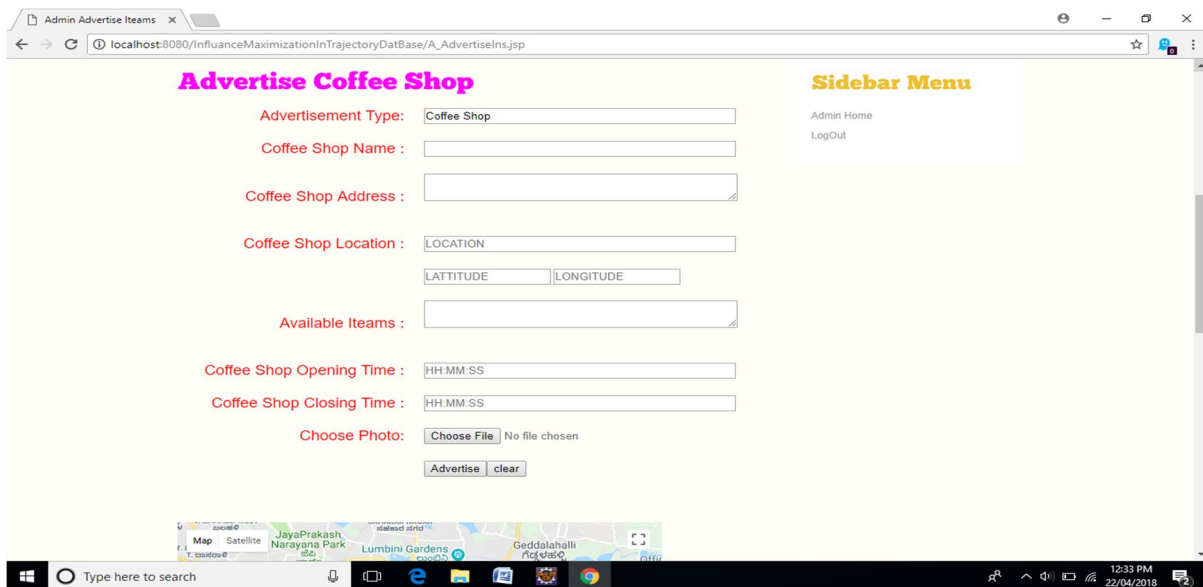 Admin Advertise Iteams
localhost:8080/InfluanceMaximizationInTrajectoryDatBase/A_AdvertiseIns.jsp
0
Advertise Coffee Shop
Advertisement Type: Coffee Shop
Coffee Shop Name :
Coffee Shop Address :
Coffee Shop Location : LOCATION
LATTITUDE LONGITUDE
Available Iteams :
Coffee Shop Opening Time : HH:MM:SS
Coffee Shop Closing Time : HH:MM:SS
Choose Photo: Choose File No file chosen
Advertise clear
Sidebar Menu
Admin Home
LogOut
Map Satellite
JayaPrakash
Narayana Park
Lumbini Gardens
Geddalahalli
ಗೆದ್ದಲಹಳ್ಳಿ
Type here to search
12:33 PM
22/04/2018